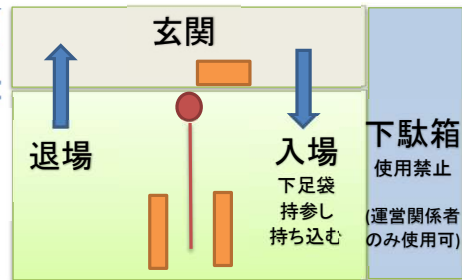 玄関
退場
入場
下足袋
持参し
持ち込む
下駄箱
使用禁止
(運営関係者
のみ使用可)